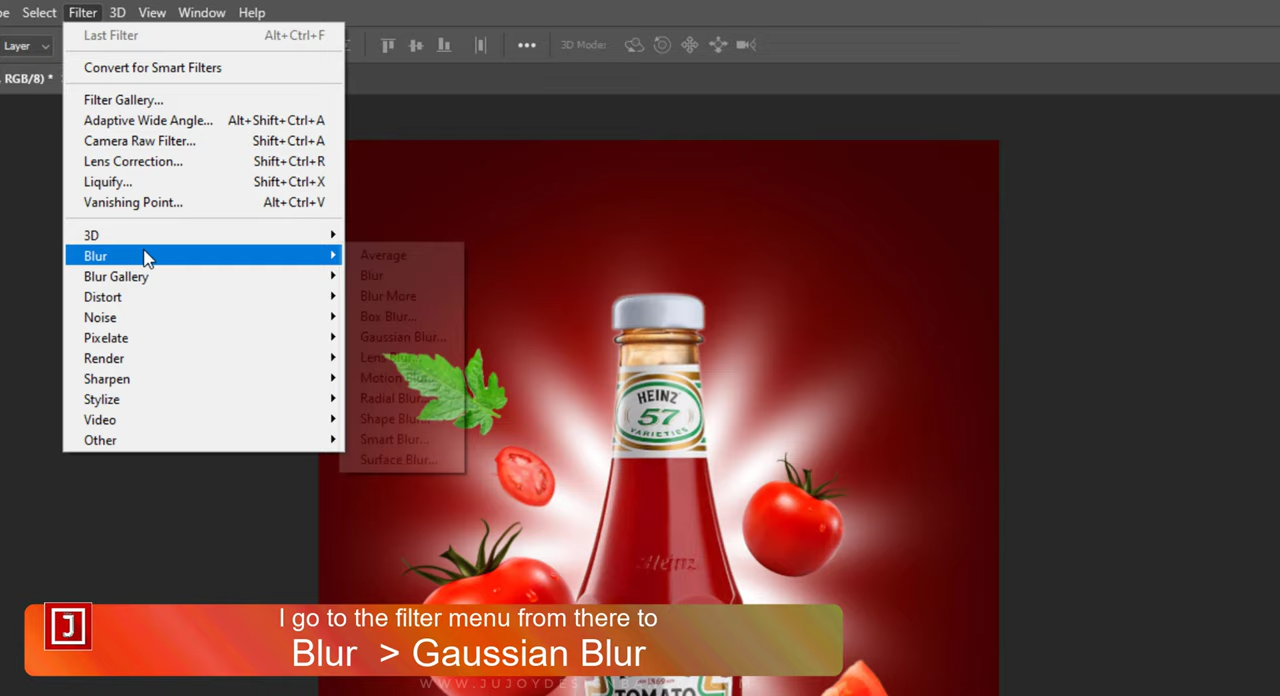 pe Select Filter 3D View Window Help
Layer
3D Mode:
RGB/8) *
Last Filter Alt+Ctrl+F
Convert for Smart Filters
Filter Gallery...
Adaptive Wide Angle... Alt+Shift+Ctrl+A
Camera Raw Filter... Shift+Ctrl+A
Lens Correction... Shift+Ctrl+R
Liquify... Shift+Ctrl+X
Vanishing Point... Alt+Ctrl+V
3D
Blur
Blur Gallery
Distort
Noise
Pixelate
Render
Sharpen
Stylize
Video
Other
Average
Blur
Blur More
Box Blur...
Gaussian Blur...
Lens Blur...
Motion Blur...
Radial Blur...
Shape Blur...
Smart Blur...
Surface Blur...
HEINZ
57
VARIETIES
Heinz
J
I go to the filter menu from there to
Blur > Gaussian Blur
TOMATO